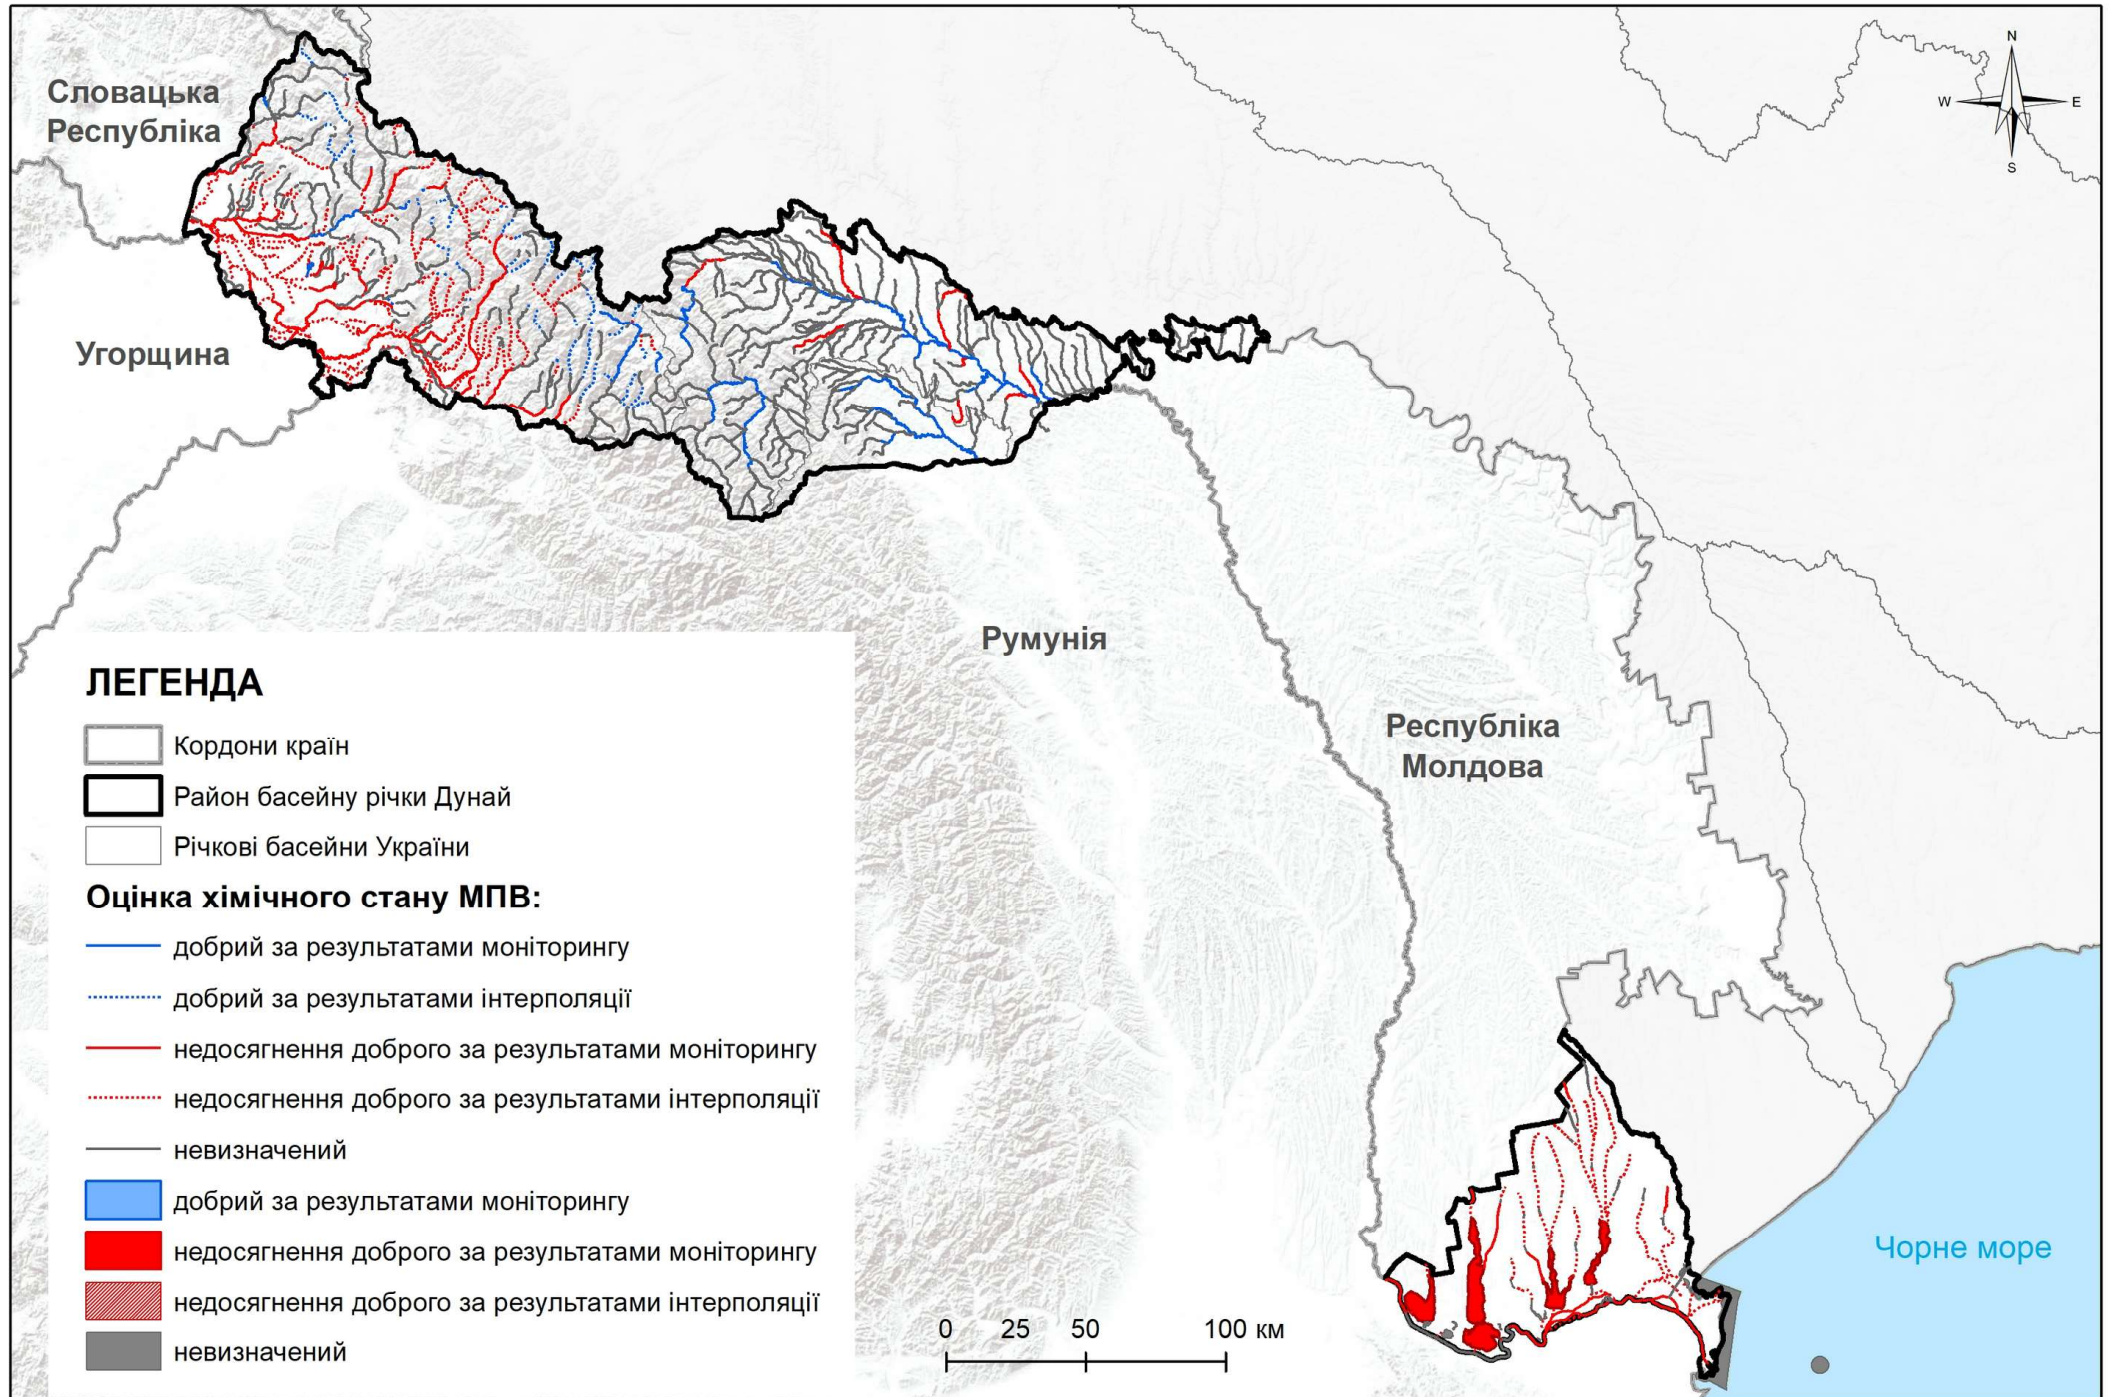 N
W
E
S
Словацька
Республіка
Угорщина
Румунія
Республіка
Молдова
Чорне море
ЛЕГЕНДА
Кордони країн
Район басейну річки Дунай
Річкові басейни України
Оцінка хімічного стану МПВ:
добрий за результатами моніторингу
добрий за результатами інтерполяції
недосягнення доброго за результатами моніторингу
недосягнення доброго за результатами інтерполяції
невизначений
добрий за результатами моніторингу
недосягнення доброго за результатами моніторингу
недосягнення доброго за результатами інтерполяції
невизначений
0 25 50 100 км